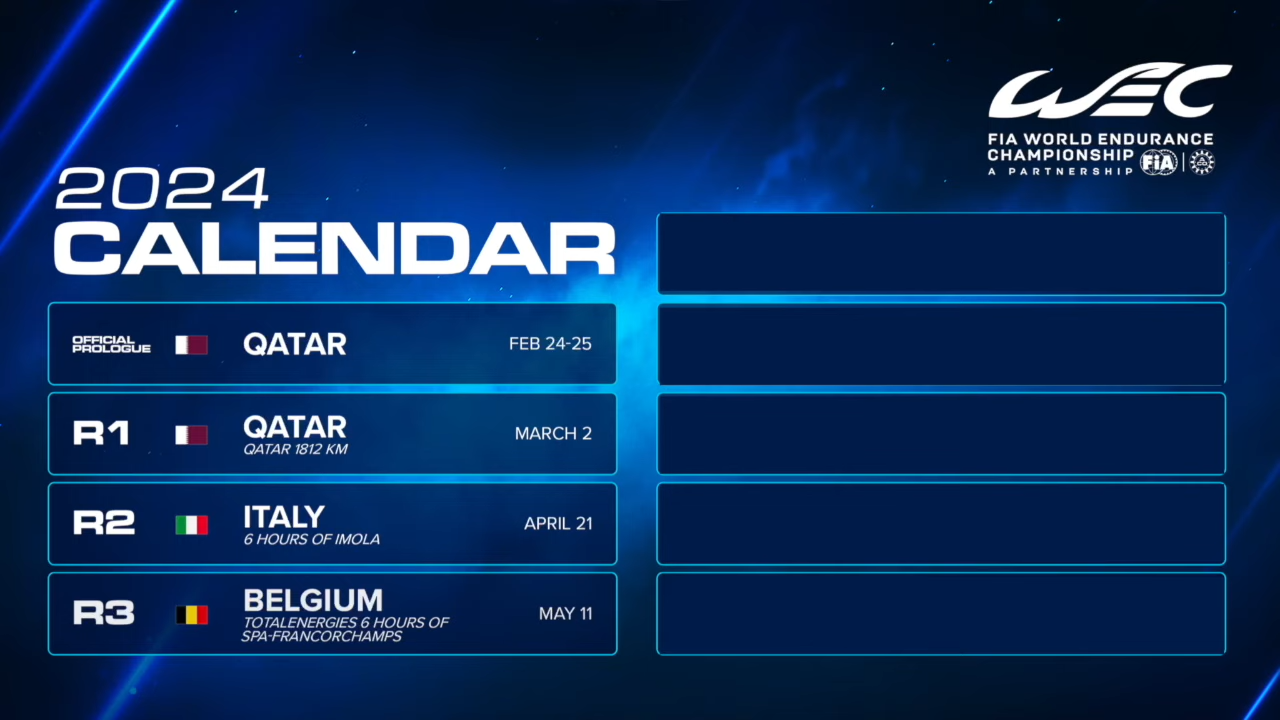 WEC
FIA WORLD ENDURANCE
CHAMPIONSHIP FIA
A PARTNERSHIP
2024
CALENDAR
OFFICIAL
PROLOGUE
QATAR
FEB 24-25
R1
QATAR
QATAR 1812 KM
MARCH 2
R2
ITALY
6 HOURS OF IMOLA
APRIL 21
R3
BELGIUM
TOTALENERGIES 6 HOURS OF
SPA-FRANCORCHAMPS
MAY 11